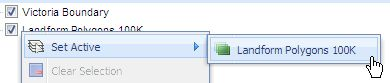 Victoria Boundary
Landform Polygons 100K
Set Active
Landform Polygons 100K
Clear Selection